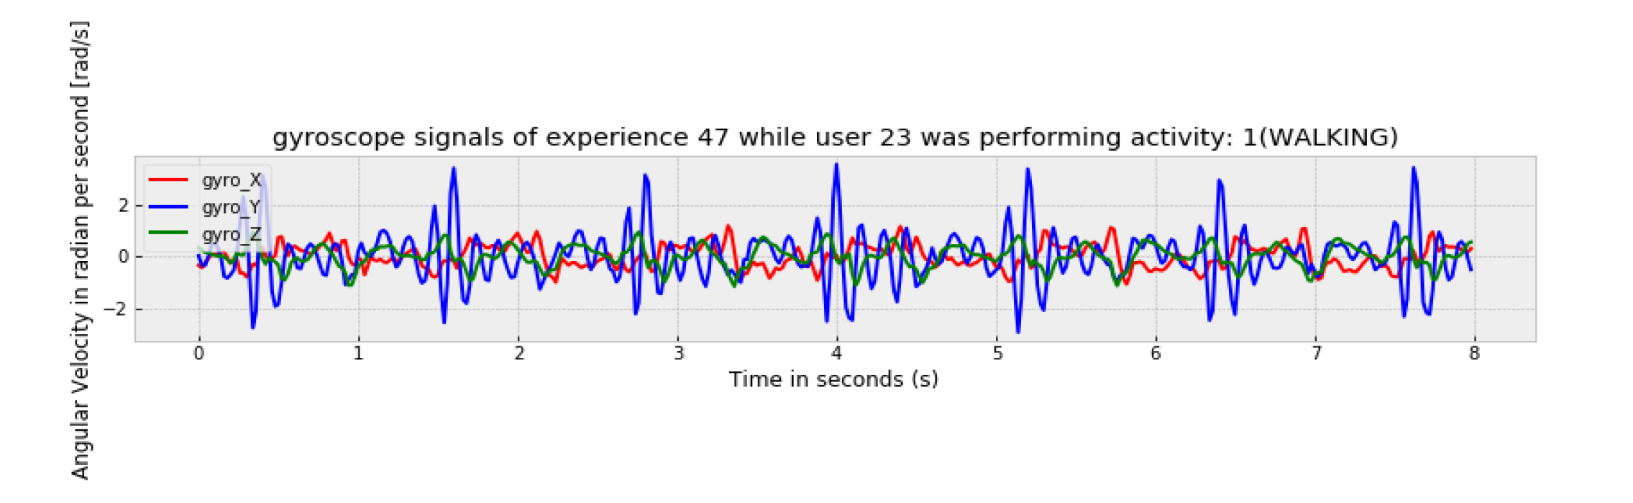 gyroscope signals of experience 47 while user 23 was performing activity: 1(WALKING)
Angular Velocity in radian per second [rad/s]
gyro_X
gyro_Y
gyro_Z
2
0
−2
0 1 2 3 4 5 6 7 8
Time in seconds (s)